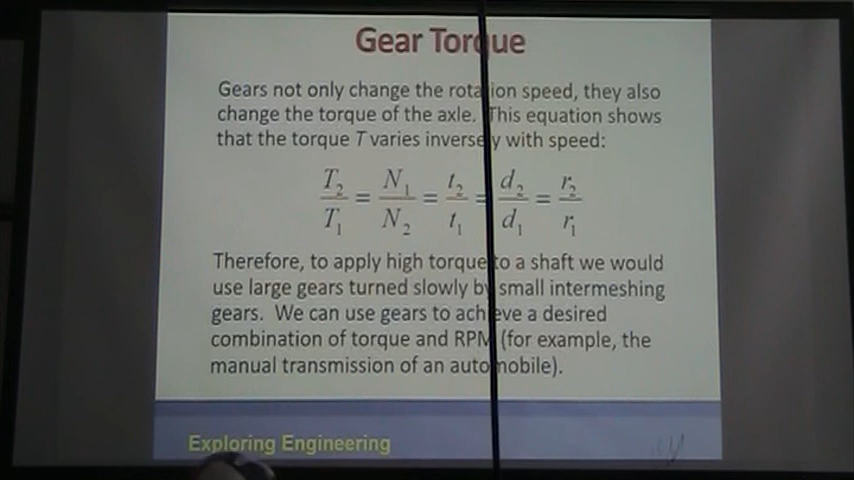 Gear Torque
Gears not only change the rotation speed, they also
change the torque of the axle. This equation shows
that the torque T varies inversely with speed:
T₂/T₁ = N₁/N₂ = t₂/t₁ = d₂/d₁ = r₂/r₁
Therefore, to apply high torque to a shaft we would
use large gears turned slowly by small intermeshing
gears. We can use gears to achieve a desired
combination of torque and RPM (for example, the
manual transmission of an automobile).
Exploring Engineering